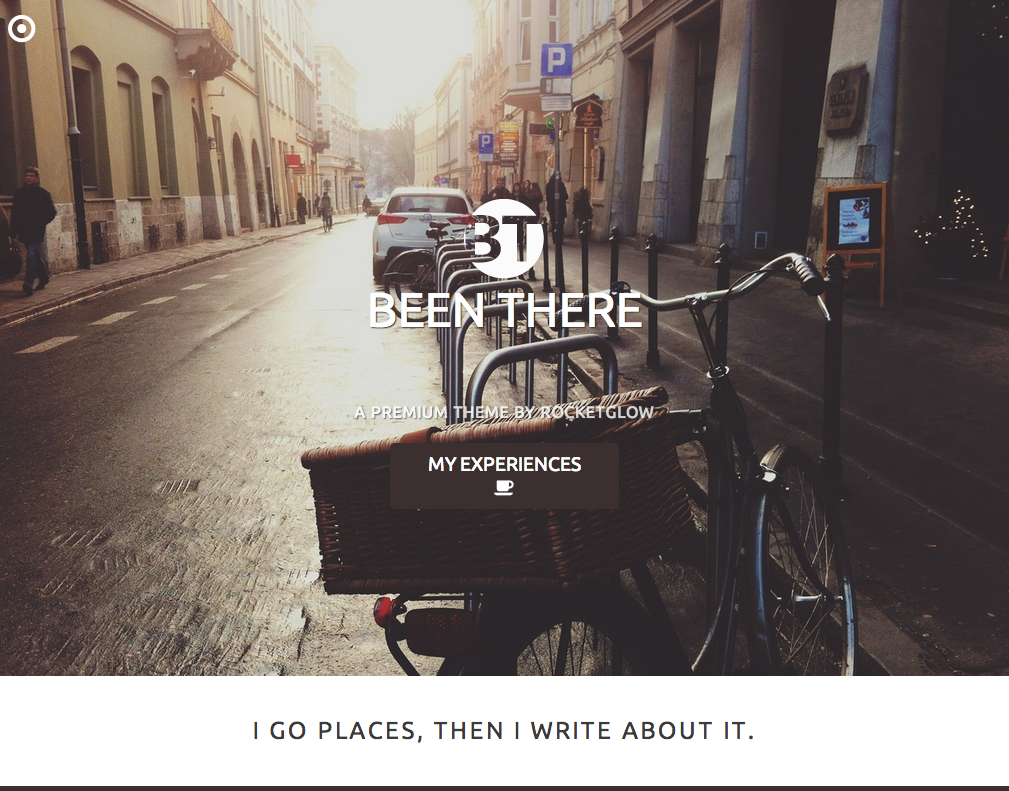 P
P
BT
BEEN THERE
A PREMIUM THEME BY ROCKETGLOW
MY EXPERIENCES
I GO PLACES, THEN I WRITE ABOUT IT.